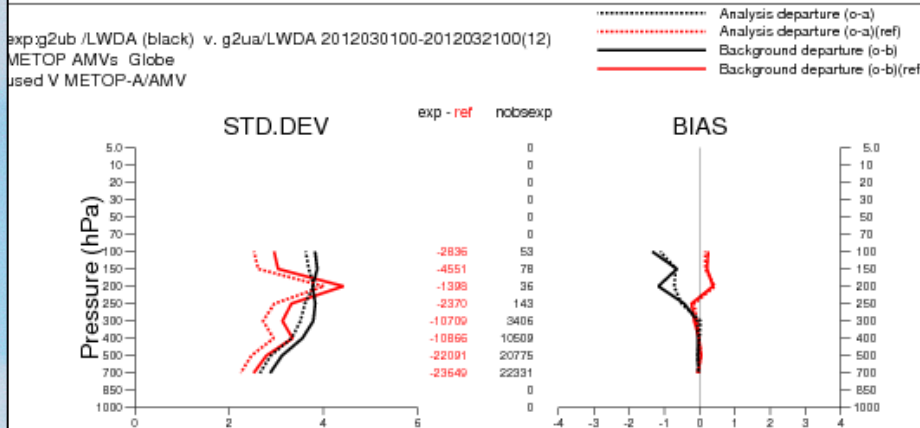 Analysis departure (o-a)
Analysis departure (o-a)(ref)
Background departure (o-b)
Background departure (o-b)(ref
exp:g2ub /LWDA (black) v. g2ua/LWDA 2012030100-2012032100(12)
METOP AMVs Globe
used V METOP-A/AMV
STD.DEV exp - ref nobsexp BIAS
Pressure (hPa)
5.0 0 5.0
10 0 10
20 0 20
30 0 30
50 0 50
70 0 70
100 -2836 53 100
150 -4551 78 150
200 -1398 36 200
250 -2370 143 250
300 -10709 3406 300
400 -10866 10509 400
500 -22091 20775 500
700 -23649 22331 700
850 0 850
1000 0 1000
0 2 4 6 -4 -3 -2 -1 0 1 2 3 4